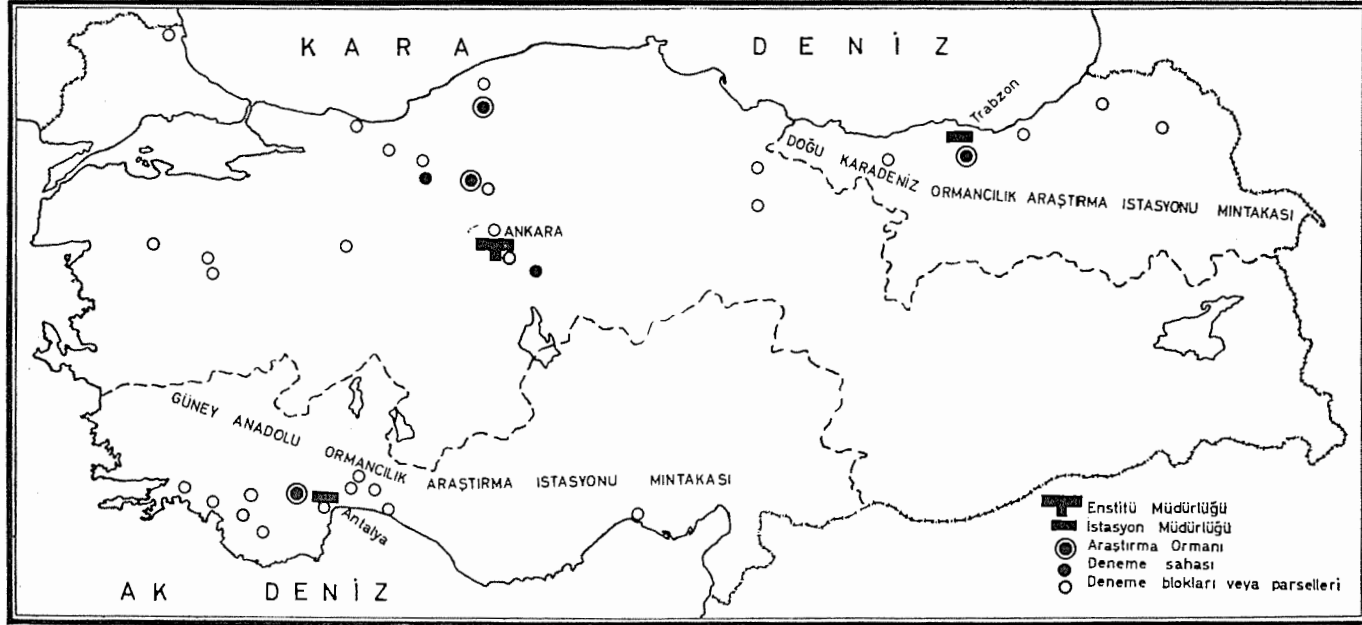 KARA DENİZ
Trabzon
DOĞU KARADENİZ ORMANCILIK ARAŞTIRMA ISTASYONU MINTAKASI
ANKARA
GÜNEY ANADOLU ORMANCILIK ARAŞTIRMA ISTASYONU MINTAKASI
Antalya
AK DENİZ
Enstitü Müdürlüğü
İstasyon Müdürlüğü
Araştırma Ormanı
Deneme sahası
Deneme blokları veya parselleri